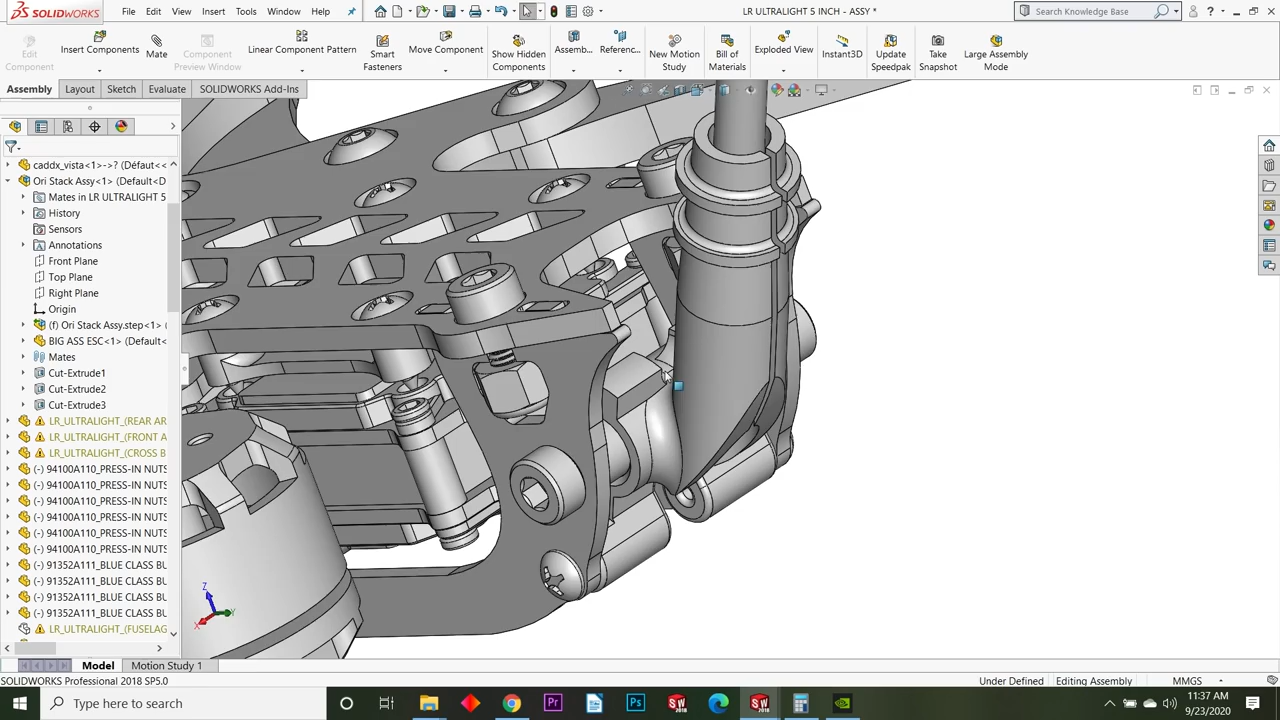 SOLIDWORKS File Edit View Insert Tools Window Help LR ULTRALIGHT 5 INCH - ASSY * Search Knowledge Base
Edit Component
Insert Components
Mate
Component Preview Window
Linear Component Pattern
Smart Fasteners
Move Component
Show Hidden Components
Assemb...
Referenc...
New Motion Study
Bill of Materials
Exploded View
Instant3D
Update Speedpak
Take Snapshot
Large Assembly Mode
Assembly Layout Sketch Evaluate SOLIDWORKS Add-Ins
caddx_vista<1>->? (Défaut<<
Ori Stack Assy<1> (Default<D
Mates in LR ULTRALIGHT 5
History
Sensors
Annotations
Front Plane
Top Plane
Right Plane
Origin
(f) Ori Stack Assy.step<1> (
BIG ASS ESC<1> (Default<
Mates
Cut-Extrude1
Cut-Extrude2
Cut-Extrude3
LR_ULTRALIGHT_(REAR AR
LR_ULTRALIGHT_(FRONT A
LR_ULTRALIGHT_(CROSS B
(-) 94100A110_PRESS-IN NUTS
(-) 94100A110_PRESS-IN NUTS
(-) 94100A110_PRESS-IN NUTS
(-) 94100A110_PRESS-IN NUTS
(-) 94100A110_PRESS-IN NUTS
(-) 94100A110_PRESS-IN NUTS
(-) 91352A111_BLUE CLASS BU
(-) 91352A111_BLUE CLASS BU
(-) 91352A111_BLUE CLASS BU
(-) 91352A111_BLUE CLASS BU
LR_ULTRALIGHT_(FUSELAG
Z
Y
X
Model Motion Study 1
SOLIDWORKS Professional 2018 SP5.0 Under Defined Editing Assembly MMGS
Type here to search
11:37 AM
9/23/2020